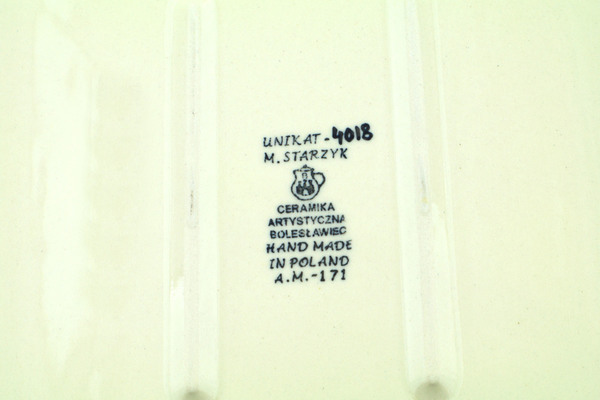 UNIKAT-4018
M. STARZYK
CERAMIKA
ARTYSTYCZNA
BOLESŁAWIEC
HAND MADE
IN POLAND
A.M.-171